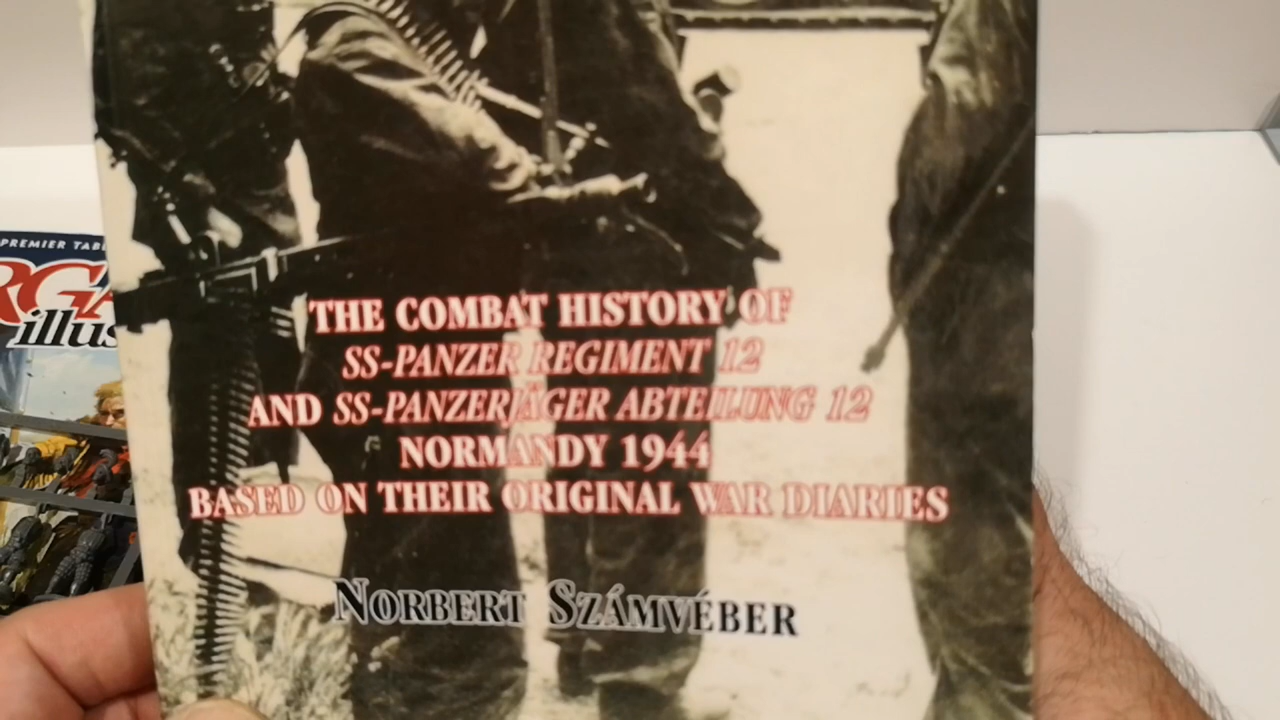 THE COMBAT HISTORY OF
SS-PANZER REGIMENT 12
AND SS-PANZERJÄGER ABTEILUNG 12
NORMANDY 1944
BASED ON THEIR ORIGINAL WAR DIARIES
NORBERT SZÁMVÉBER
PREMIER